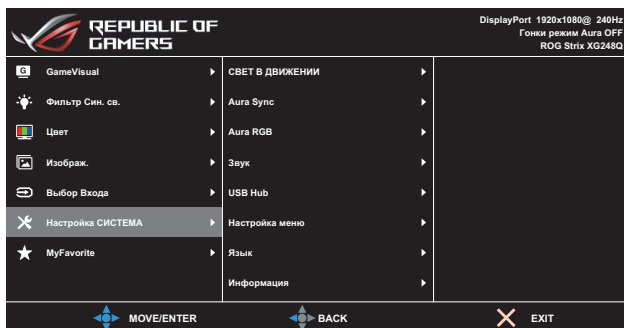 REPUBLIC OF
GAMERS
DisplayPort 1920x1080@ 240Hz
Гонки режим Aura OFF
ROG Strix XG248Q
G
GameVisual
Фильтр Син. св.
Цвет
Изображ.
Выбор Входа
Настройка СИСТЕМА
MyFavorite
СВЕТ В ДВИЖЕНИИ
Aura Sync
Aura RGB
Звук
USB Hub
Настройка меню
Язык
Информация
MOVE/ENTER
BACK
EXIT